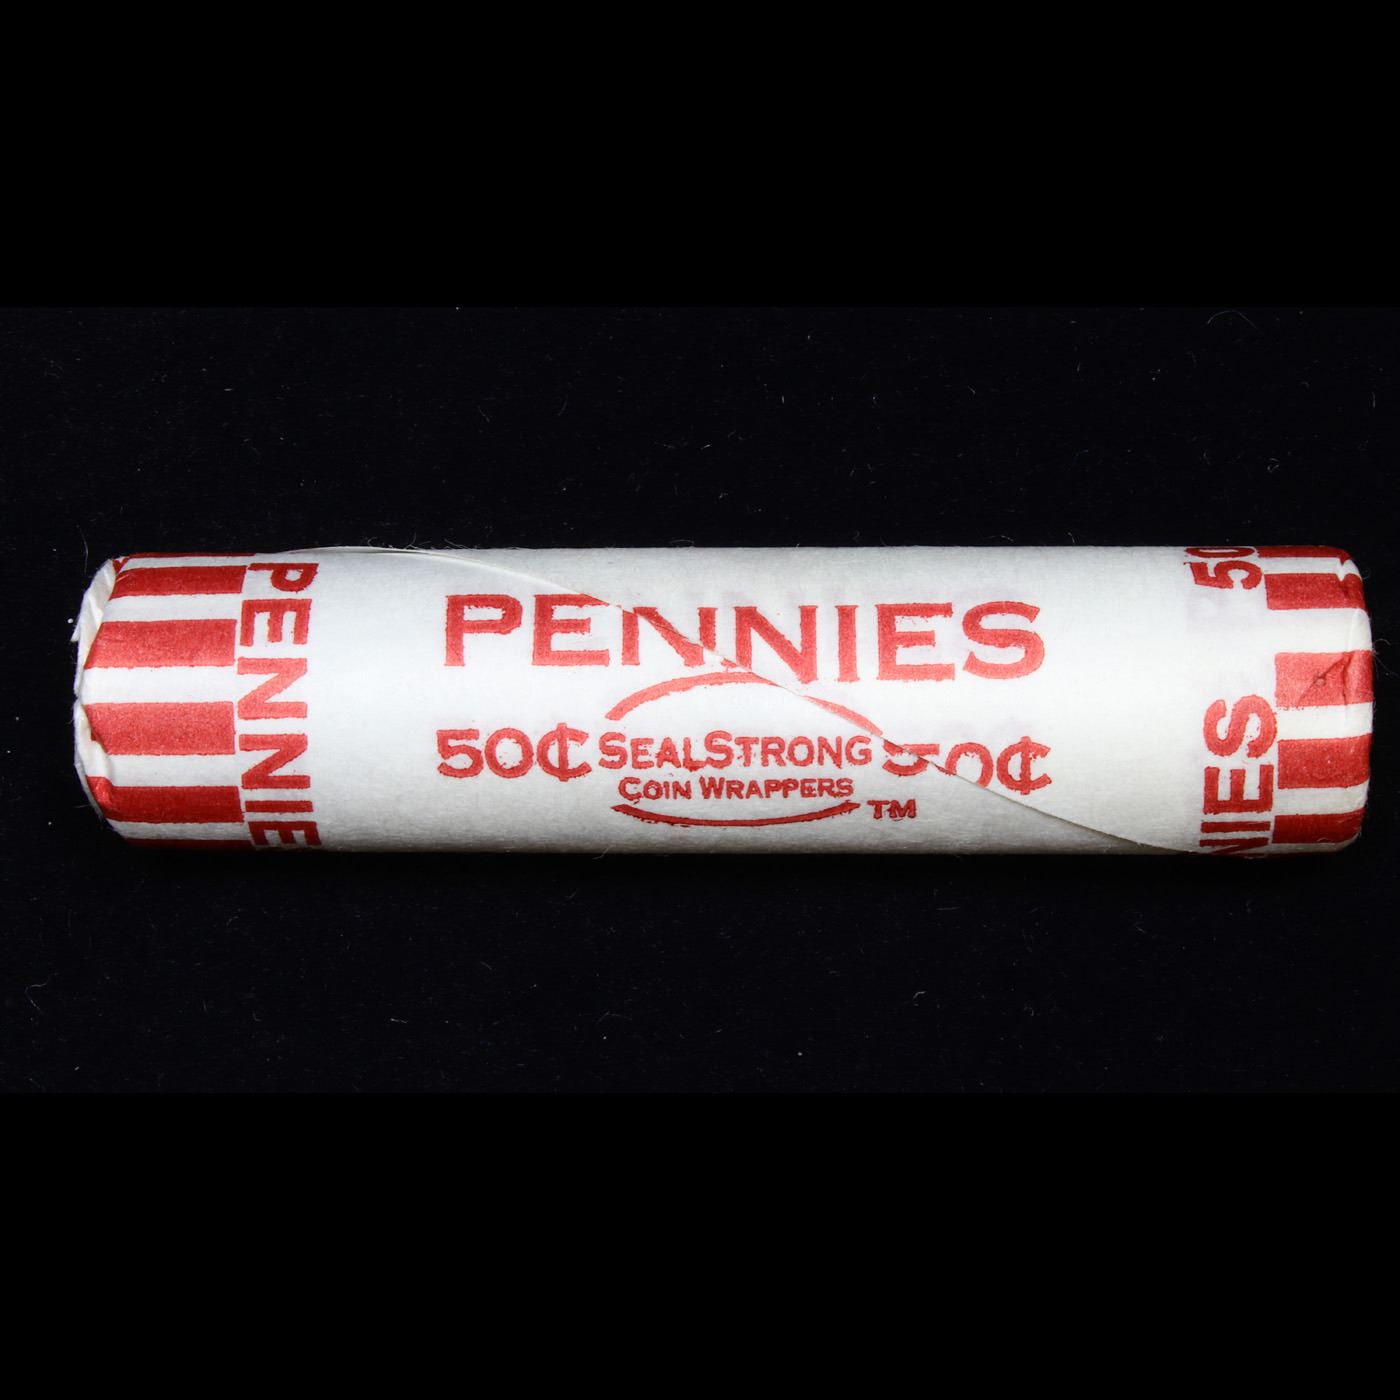 PENNIES
PENNIES
50¢ SEALSTRONG 50¢
COIN WRAPPERS
TM
50
NIES